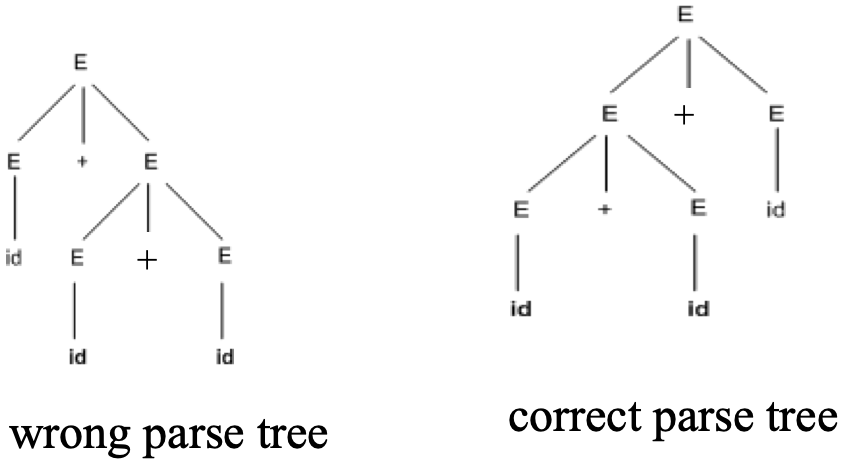 E
E + E
id E + E
id id
wrong parse tree
E
E + E
E + E id
id id
correct parse tree